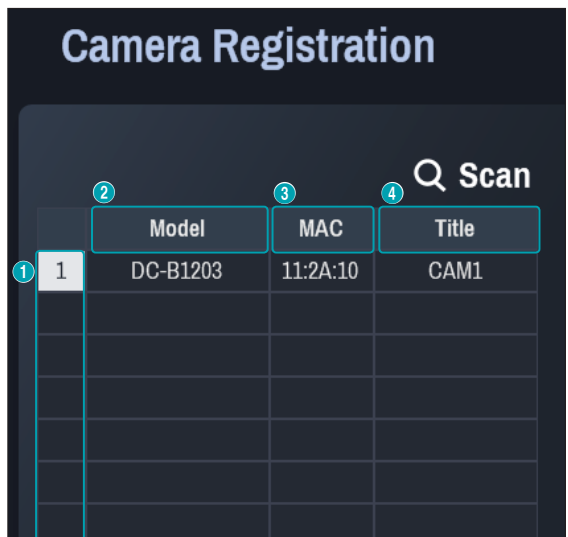 Camera Registration
Scan
2 3 4
Model MAC Title
1 1 DC-B1203 11:2A:10 CAM1